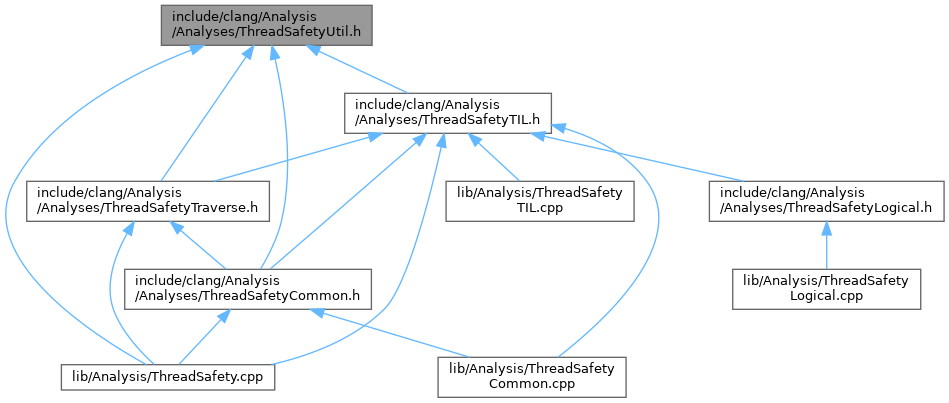 include/clang/Analysis
/Analyses/ThreadSafetyUtil.h
include/clang/Analysis
/Analyses/ThreadSafetyTIL.h
include/clang/Analysis
/Analyses/ThreadSafetyTraverse.h
lib/Analysis/ThreadSafety
TIL.cpp
include/clang/Analysis
/Analyses/ThreadSafetyLogical.h
include/clang/Analysis
/Analyses/ThreadSafetyCommon.h
lib/Analysis/ThreadSafety
Logical.cpp
lib/Analysis/ThreadSafety.cpp
lib/Analysis/ThreadSafety
Common.cpp